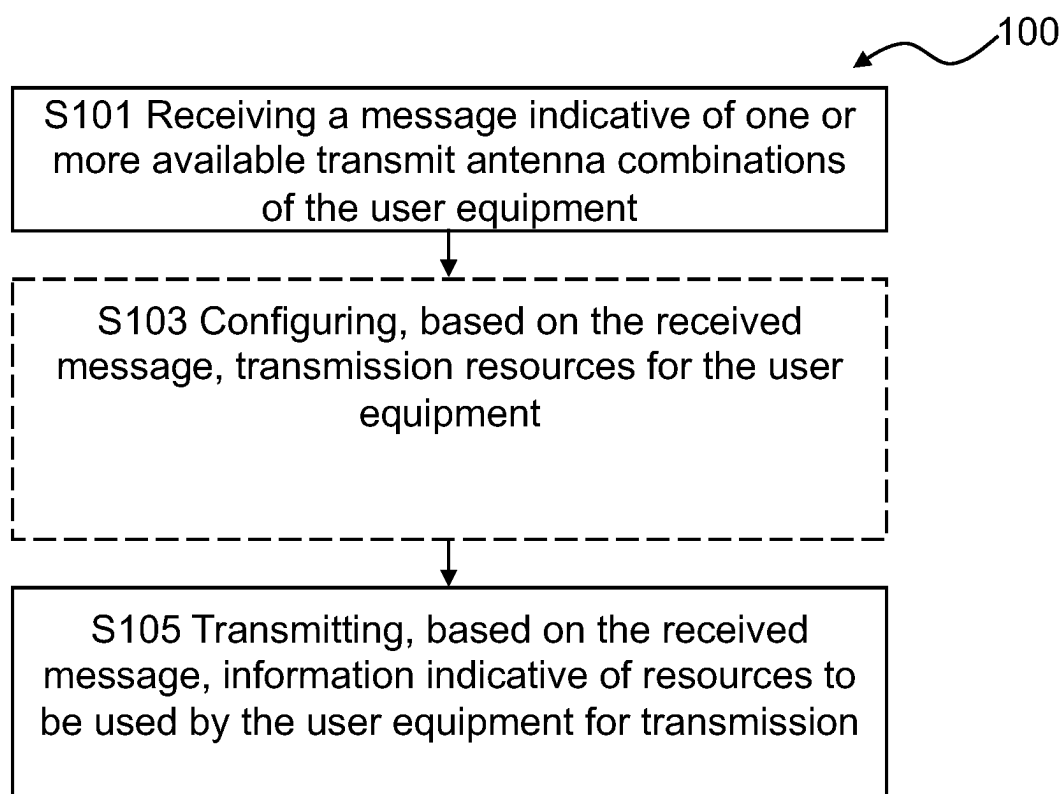 100
S101 Receiving a message indicative of one or
more available transmit antenna combinations
of the user equipment
S103 Configuring, based on the received
message, transmission resources for the user
equipment
S105 Transmitting, based on the received
message, information indicative of resources to
be used by the user equipment for transmission